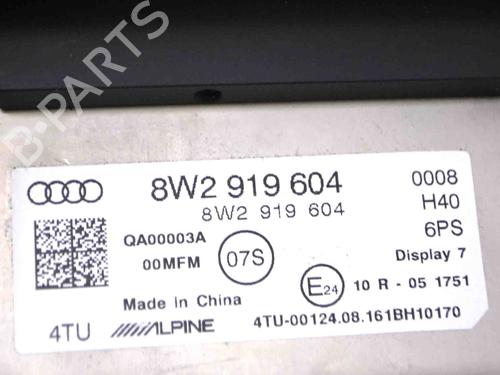 B-PARTS
8W2 919 604
8W2 919 604
0008
H40
6PS
QA00003A
00MFM
07S
Display 7
E24
10 R - 05 1751
Made in China
4TU
ALPINE
4TU-00124.08.161BH10170